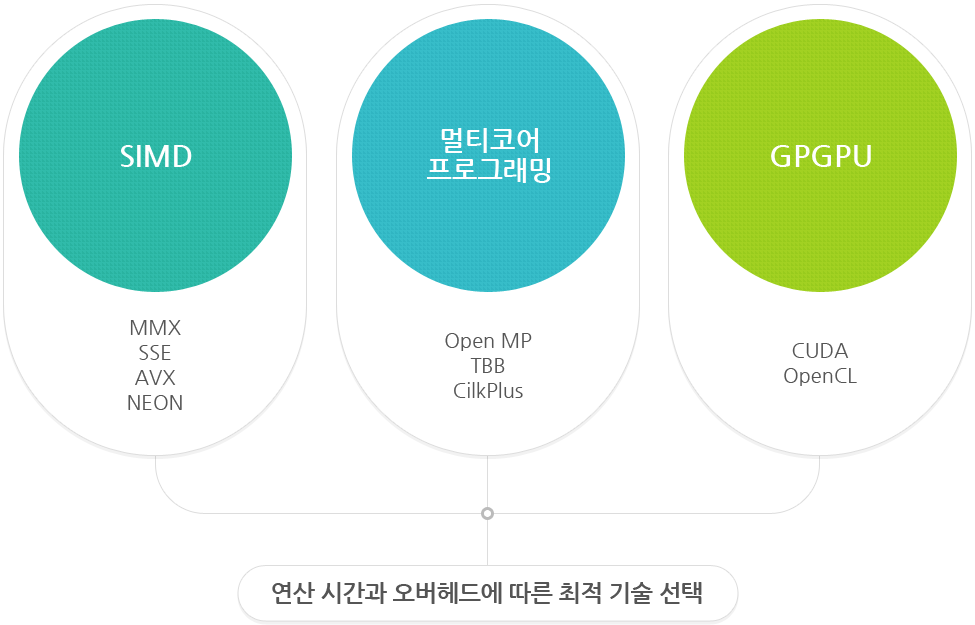 SIMD
멀티코어
프로그래밍
GPGPU
MMX
SSE
AVX
NEON
Open MP
TBB
CilkPlus
CUDA
OpenCL
연산 시간과 오버헤드에 따른 최적 기술 선택